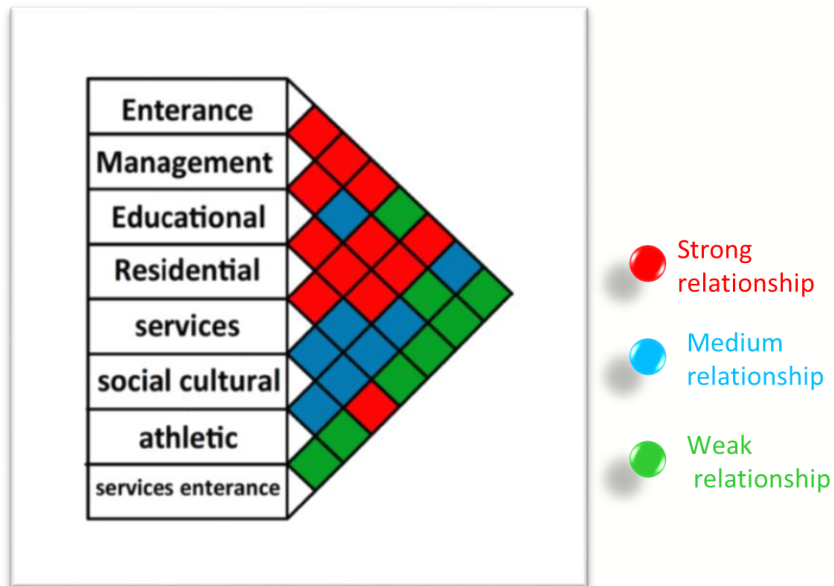 Enterance
Management
Educational
Residential
services
social cultural
athletic
services enterance
Strong
relationship
Medium
relationship
Weak
relationship